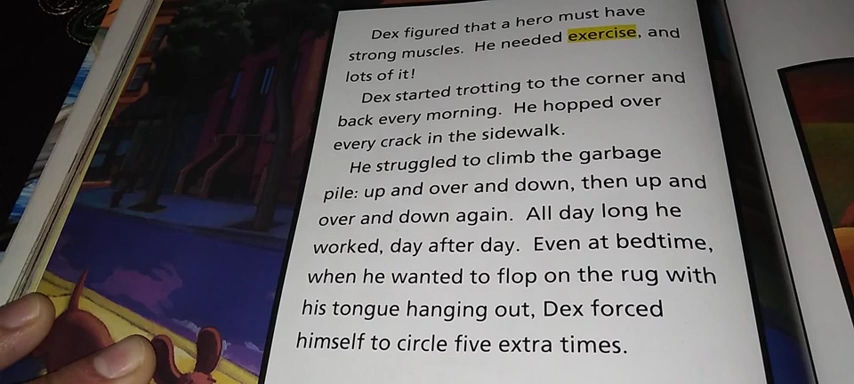 Dex figured that a hero must have
strong muscles. He needed exercise, and
lots of it!
Dex started trotting to the corner and
back every morning. He hopped over
every crack in the sidewalk.
He struggled to climb the garbage
pile: up and over and down, then up and
over and down again. All day long he
worked, day after day. Even at bedtime,
when he wanted to flop on the rug with
his tongue hanging out, Dex forced
himself to circle five extra times.